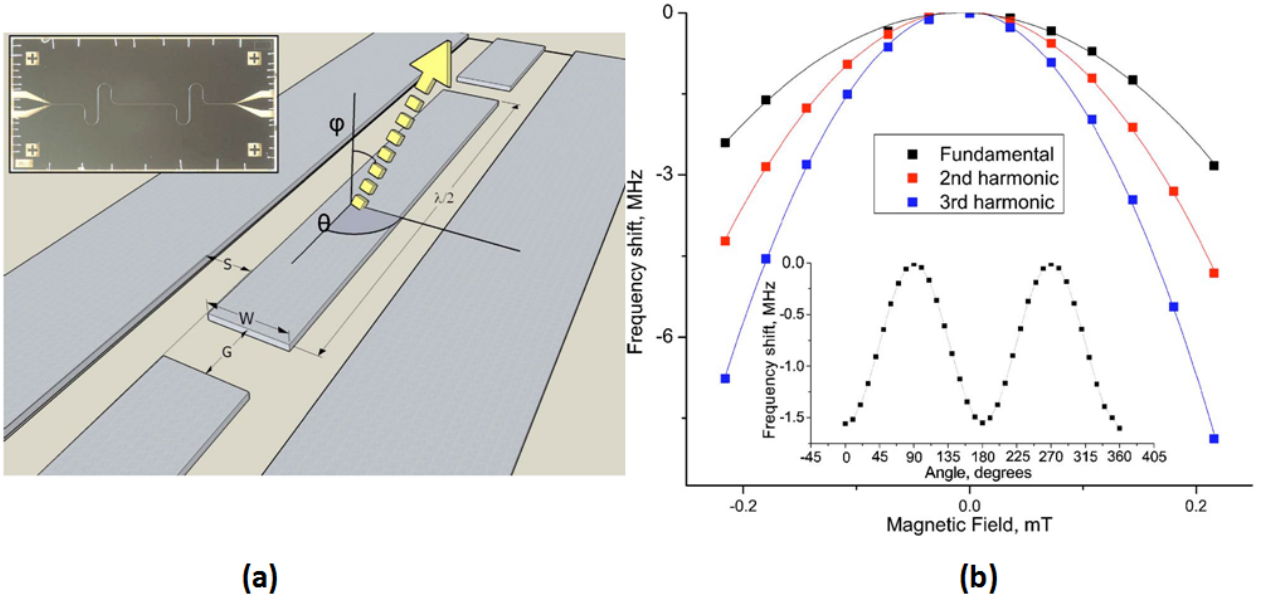 φ
θ
λ/2
S
W
G
(a)
0
-3
-6
Frequency shift, MHz
Fundamental
2nd harmonic
3rd harmonic
0.0
-0.5
-1.0
-1.5
Frequency shift, MHz
-45 0 45 90 135 180 225 270 315 360 405
Angle, degrees
-0.2 0.0 0.2
Magnetic Field, mT
(b)